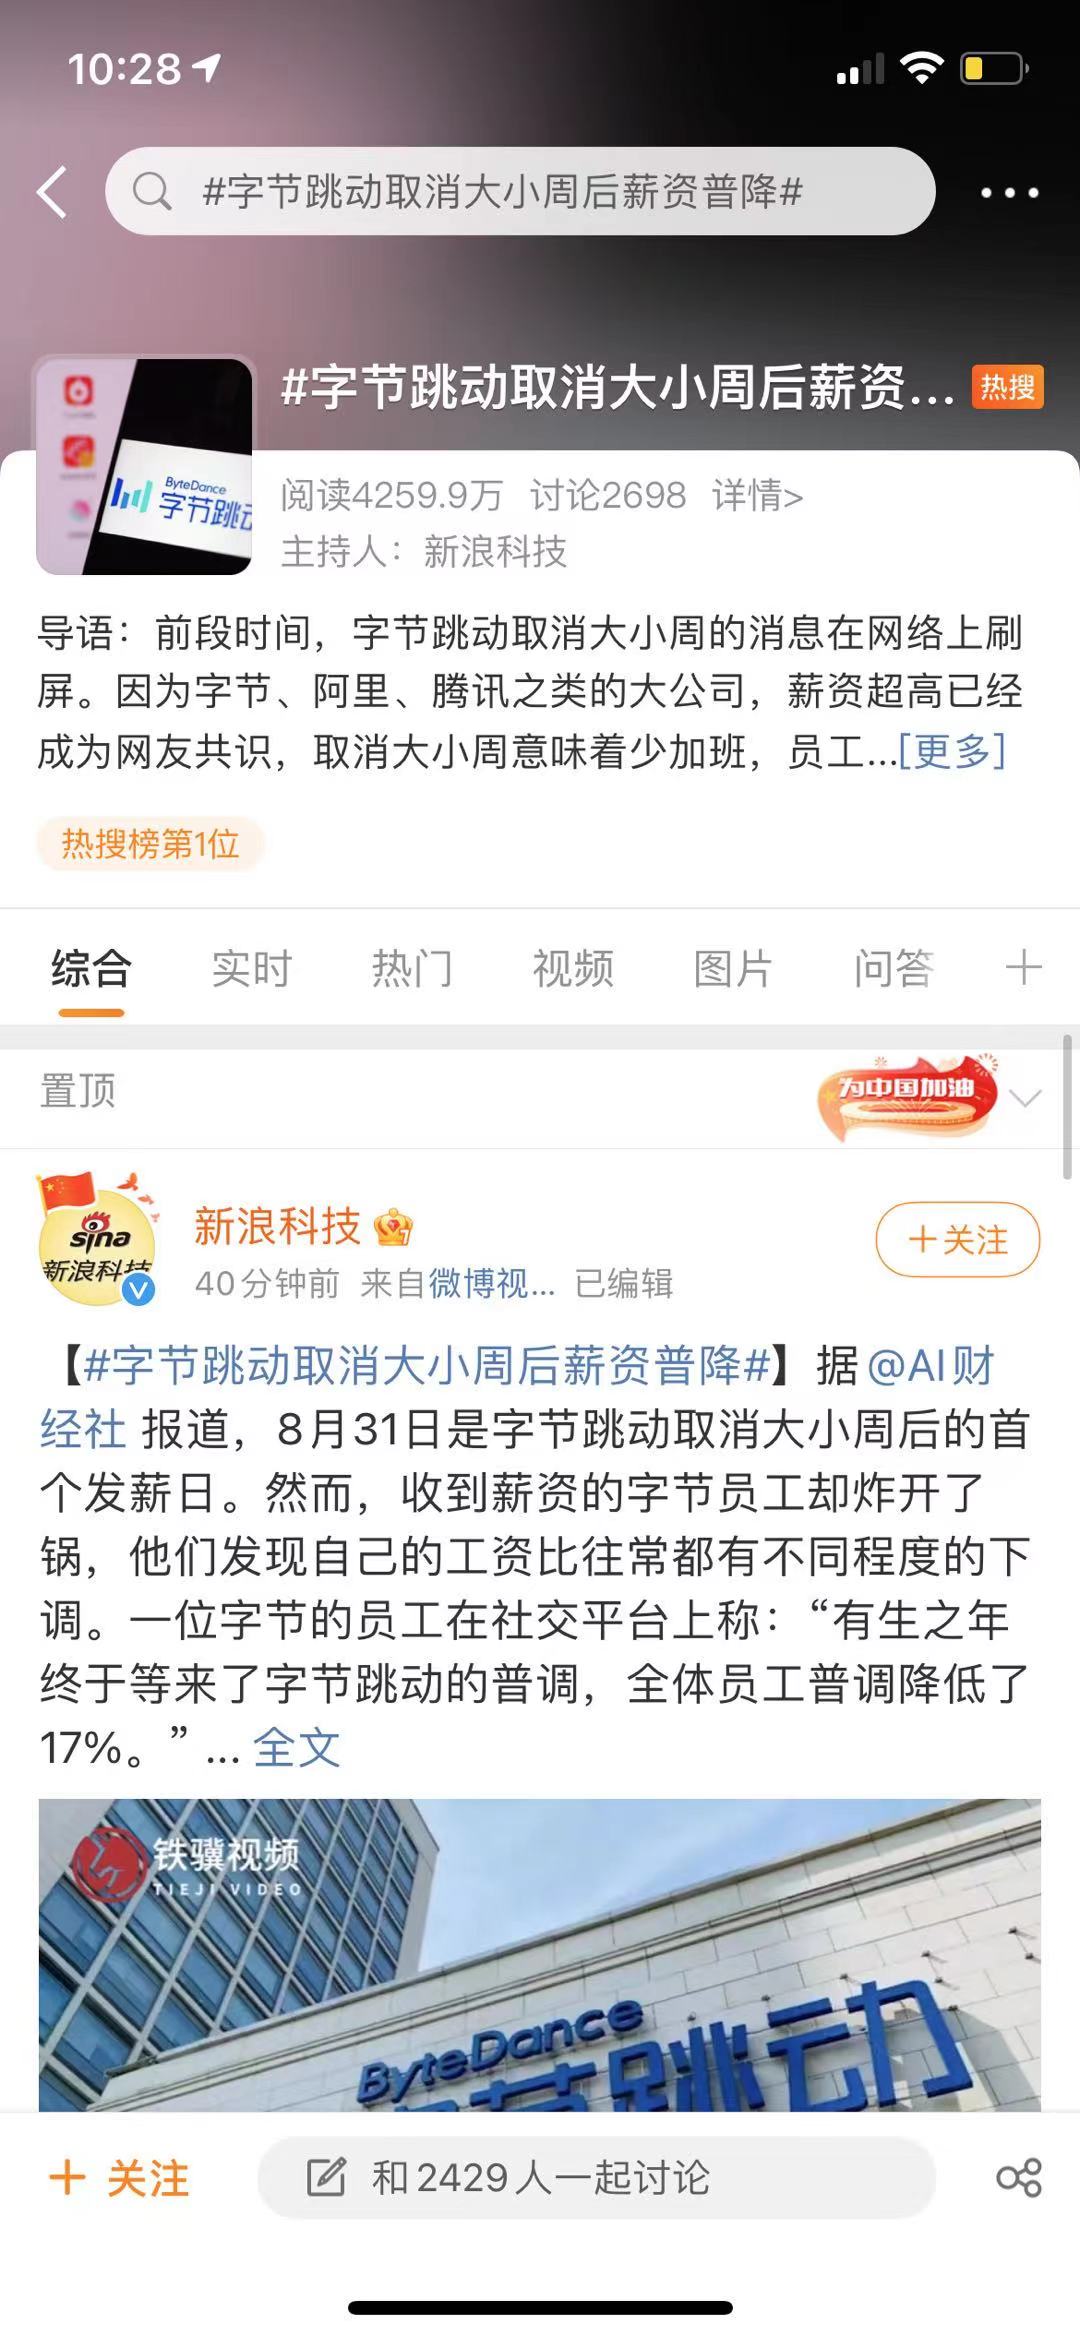 10:28
#字节跳动取消大小周后薪资普降#
#字节跳动取消大小周后薪资... 热搜
ByteDance
字节跳动
阅读4259.9万 讨论2698 详情>
主持人：新浪科技
导语：前段时间，字节跳动取消大小周的消息在网络上刷
屏。因为字节、阿里、腾讯之类的大公司，薪资超高已经
成为网友共识，取消大小周意味着少加班，员工...[更多]
热搜榜第1位
综合 实时 热门 视频 图片 问答
置顶
为中国加油
sina
新浪科技
新浪科技
40分钟前 来自微博视... 已编辑
+关注
【#字节跳动取消大小周后薪资普降#】据@AI财
经社 报道，8月31日是字节跳动取消大小周后的首
个发薪日。然而，收到薪资的字节员工却炸开了
锅，他们发现自己的工资比往常都有不同程度的下
调。一位字节的员工在社交平台上称：“有生之年
终于等来了字节跳动的普调，全体员工普调降低了
17%。” ... 全文
铁骥视频
TIEJI VIDEO
ByteDance
字节跳动
+ 关注
和2429人一起讨论